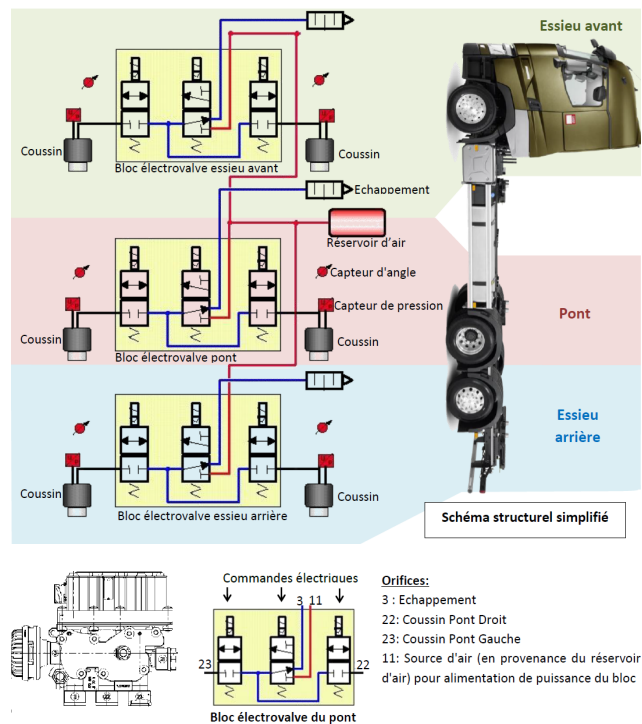 Essieu avant
Coussin
Coussin
Bloc électrovalve essieu avant
Echappement
Réservoir d'air
Capteur d'angle
Capteur de pression
Coussin
Coussin
Pont
Bloc électrovalve pont
Essieu
arrière
Coussin
Coussin
Bloc électrovalve essieu arrière
Schéma structurel simplifié
Commandes électriques
3 11
23
22
Bloc électrovalve du pont
Orifices:
3 : Echappement
22: Coussin Pont Droit
23: Coussin Pont Gauche
11: Source d'air (en provenance du réservoir
d'air) pour alimentation de puissance du bloc